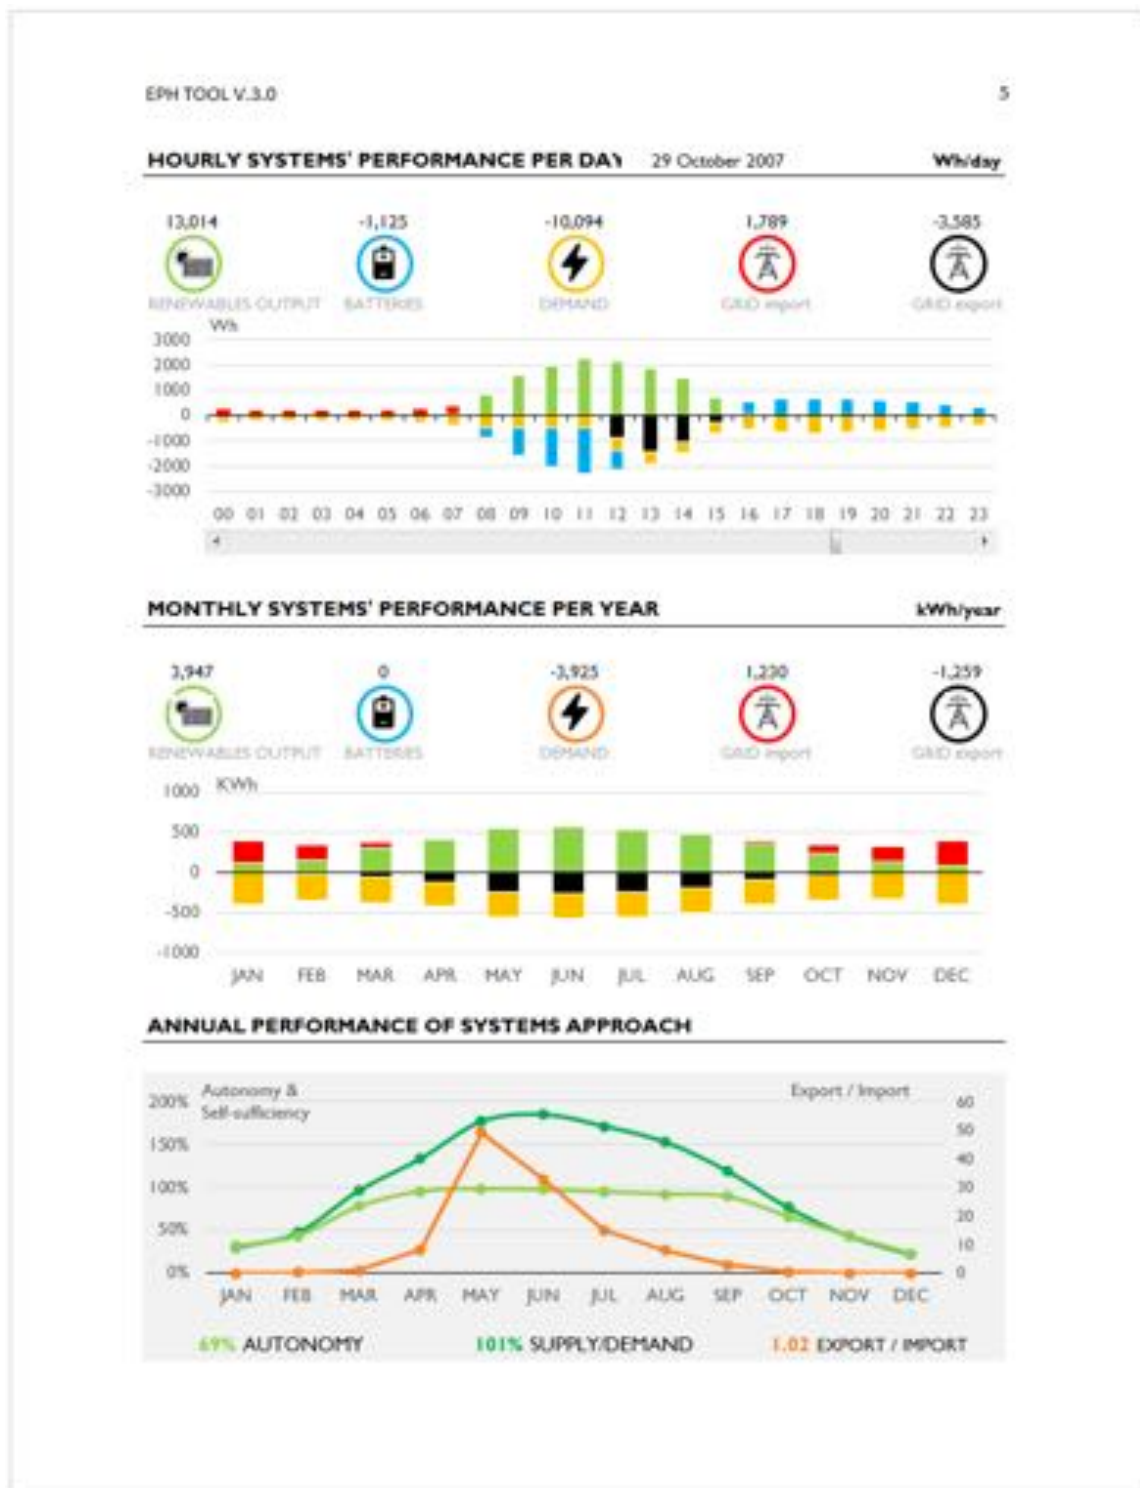 EPH TOOL V.3.0 5
HOURLY SYSTEMS' PERFORMANCE PER DAY 29 October 2007 Wh/day
13,014 -1,125 -10,094 1,789 -3,585
RENEWABLES OUTPUT BATTERIES DEMAND GRID import GRID export
Wh
3000
2000
1000
0
-1000
-2000
-3000
00 01 02 03 04 05 06 07 08 09 10 11 12 13 14 15 16 17 18 19 20 21 22 23
MONTHLY SYSTEMS' PERFORMANCE PER YEAR kWh/year
3,947 0 -3,925 1,230 -1,259
RENEWABLES OUTPUT BATTERIES DEMAND GRID import GRID export
KWh
1000
500
0
-500
-1000
JAN FEB MAR APR MAY JUN JUL AUG SEP OCT NOV DEC
ANNUAL PERFORMANCE OF SYSTEMS APPROACH
Autonomy & Export / Import
200% 60
Self-sufficiency
50
150%
40
100% 30
20
50%
10
0% 0
JAN FEB MAR APR MAY JUN JUL AUG SEP OCT NOV DEC
69% AUTONOMY 101% SUPPLY/DEMAND 1.02 EXPORT / IMPORT